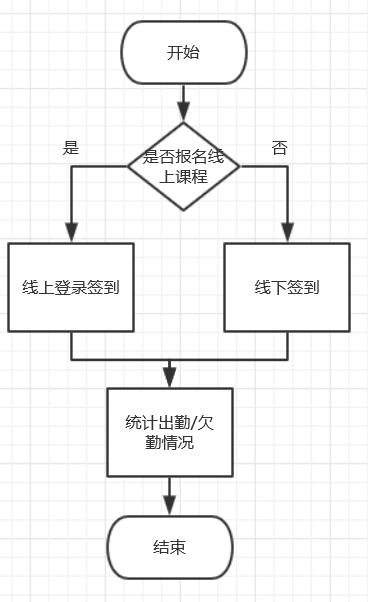 开始
是
否
是否报名线
上课程
线上登录签到
线下签到
统计出勤/欠
勤情况
结束